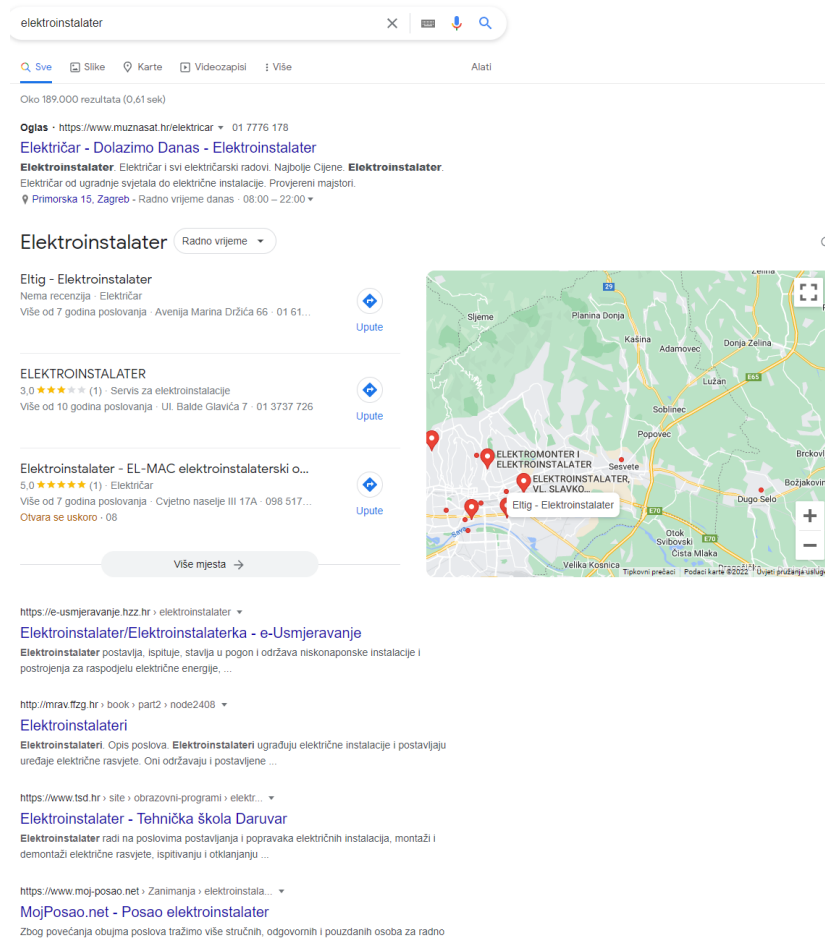 elektroinstalater
Sve Slike Karte Videozapisi Više Alati
Oko 189.000 rezultata (0,61 sek)
Oglas · https://www.muznasat.hr/elektricar 01 7776 178
Električar - Dolazimo Danas - Elektroinstalater
Elektroinstalater. Električar i svi električarski radovi. Najbolje Cijene. Elektroinstalater.
Električar od ugradnje svjetala do električne instalacije. Provjereni majstori.
Primorska 15, Zagreb - Radno vrijeme danas · 08:00 – 22:00
Elektroinstalater Radno vrijeme
Eltig - Elektroinstalater
Nema recenzija · Električar
Više od 7 godina poslovanja · Avenija Marina Držića 66 · 01 61...
Upute
ELEKTROINSTALATER
3,0 (1) · Servis za elektroinstalacije
Više od 10 godina poslovanja · Ul. Balde Glavića 7 · 01 3737 726
Upute
Elektroinstalater - EL-MAC elektroinstalaterski o...
5,0 (1) · Električar
Više od 7 godina poslovanja · Cvjetno naselje III 17A · 098 517...
Otvara se uskoro · 08
Upute
Više mjesta
Zelina
29
Sljeme
Planina Donja
Kašina
Adamovec
Donja Zelina
E65
Lužan
Soblinec
Popovec
ELEKTROMONTER I
ELEKTROINSTALATER
Sesvete
Brckovl
ELEKTROINSTALATER,
VL. SLAVKO...
Božjakovin
Dugo Selo
Eltig - Elektroinstalater
E70
Sava
Otok
Svibovski
E70
Čista Mlaka
Velika Kosnica
Tipkovni prečaci Podaci karte ©2022 Uvjeti pružanja uslug
https://e-usmjeravanje.hzz.hr › elektroinstalater
Elektroinstalater/Elektroinstalaterka - e-Usmjeravanje
Elektroinstalater postavlja, ispituje, stavlja u pogon i održava niskonaponske instalacije i
postrojenja za raspodjelu električne energije, ...
http://mrav.ffzg.hr › book › part2 › node2408
Elektroinstalateri
Elektroinstalateri. Opis poslova. Elektroinstalateri ugrađuju električne instalacije i postavljaju
uređaje električne rasvjete. Oni održavaju i postavljene ...
https://www.tsd.hr › site › obrazovni-programi › elektr...
Elektroinstalater - Tehnička škola Daruvar
Elektroinstalater radi na poslovima postavljanja i popravaka električnih instalacija, montaži i
demontaži električne rasvjete, ispitivanju i otklanjanju ...
https://www.moj-posao.net › Zanimanja › elektroinstala...
MojPosao.net - Posao elektroinstalater
Zbog povećanja obujma poslova tražimo više stručnih, odgovornih i pouzdanih osoba za radno